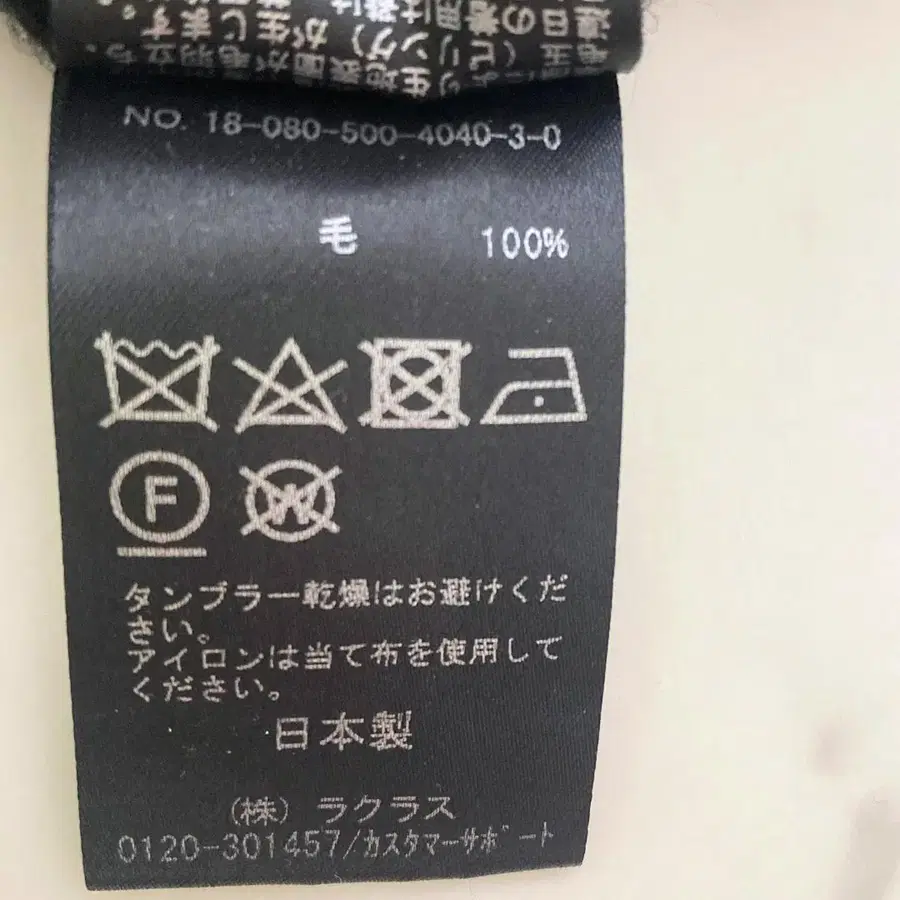 NO. 18-080-500-4040-3-0
毛 100%
F
W
タンブラー乾燥はお避けくだ
さい。
アイロンは当て布を使用して
ください。
日本製
(株) ラクラス
0120-301457/カスタマーサポート